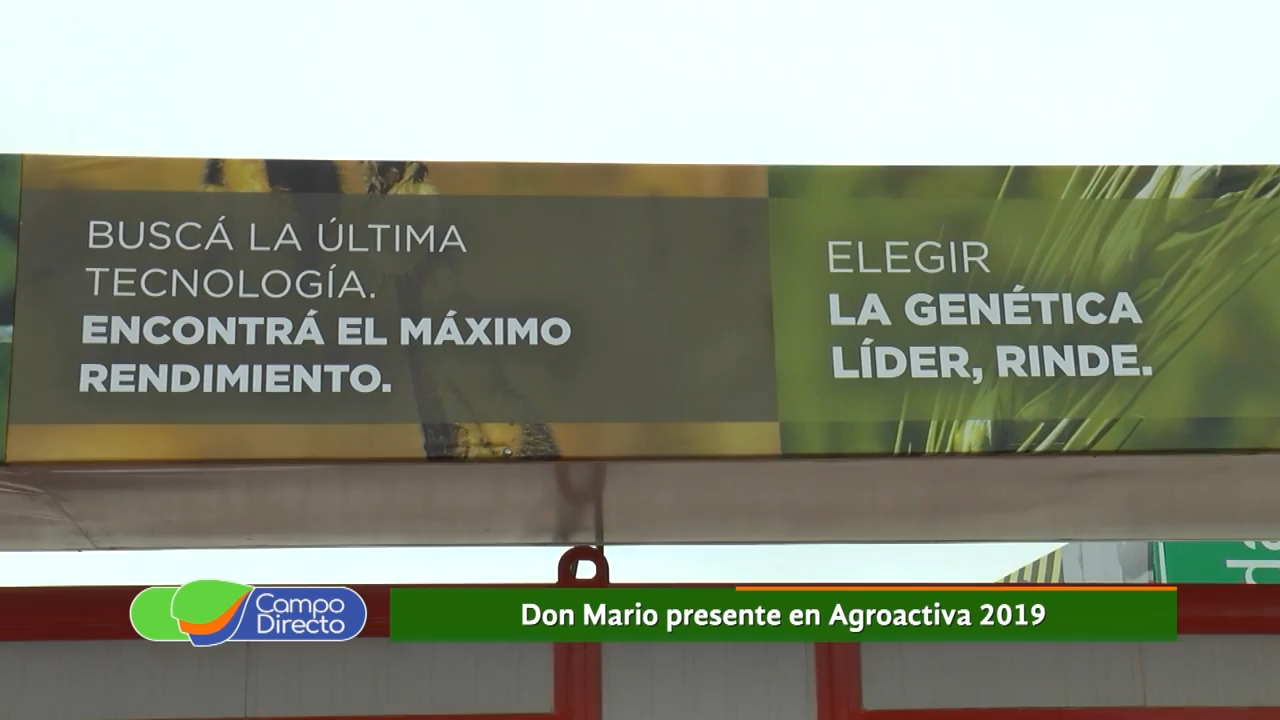 BUSCÁ LA ÚLTIMA
TECNOLOGÍA.
ENCONTRÁ EL MÁXIMO
RENDIMIENTO.
ELEGIR
LA GENÉTICA
LÍDER, RINDE.
Campo
Directo
Don Mario presente en Agroactiva 2019